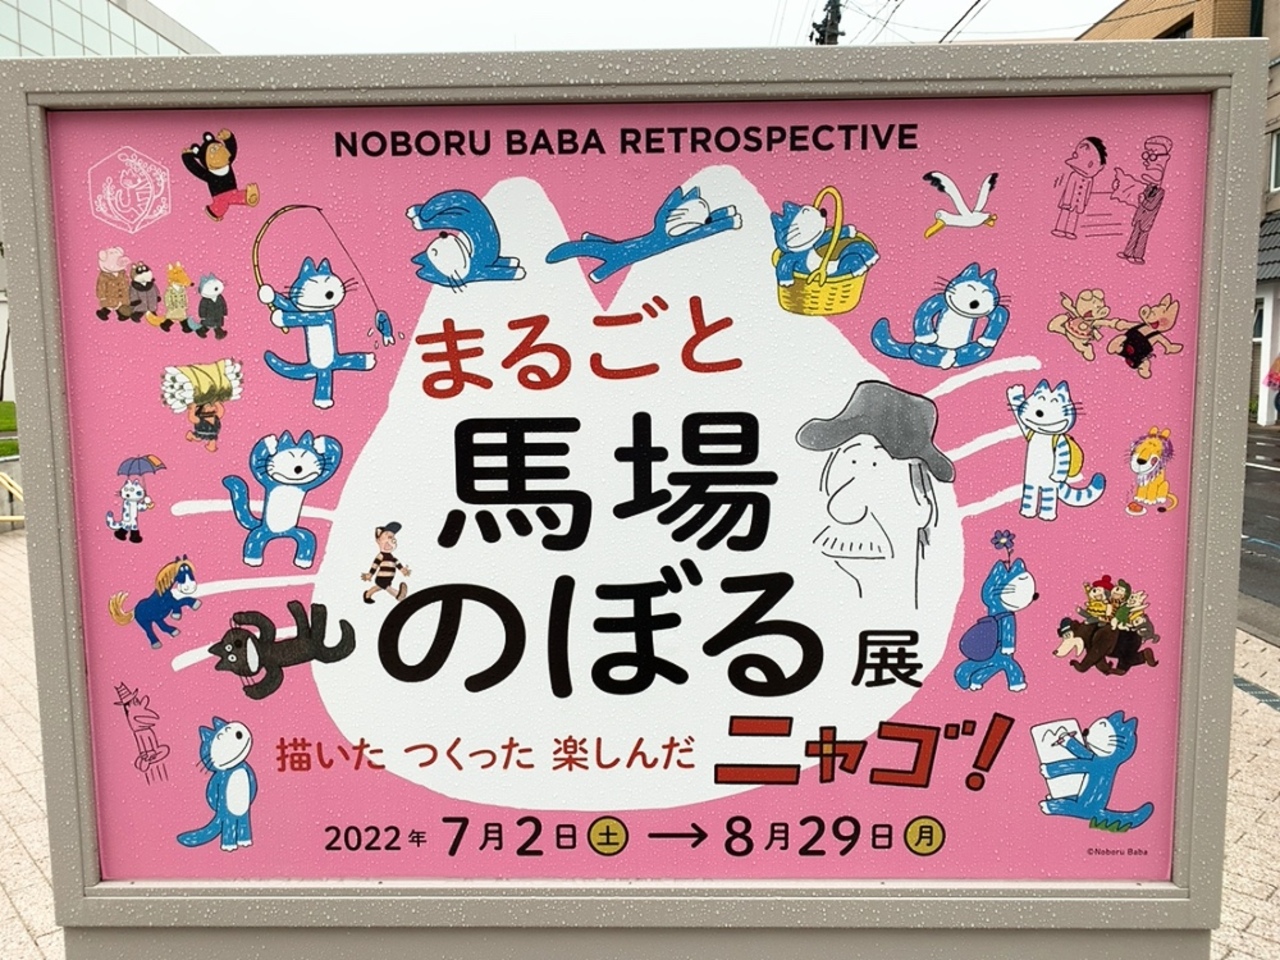 NOBORU BABA RETROSPECTIVE
まるごと
馬場
のぼる展
描いた つくった 楽しんだ ニャゴ!
2022年 7月2日(土)→8月29日(月)
©Noboru Baba